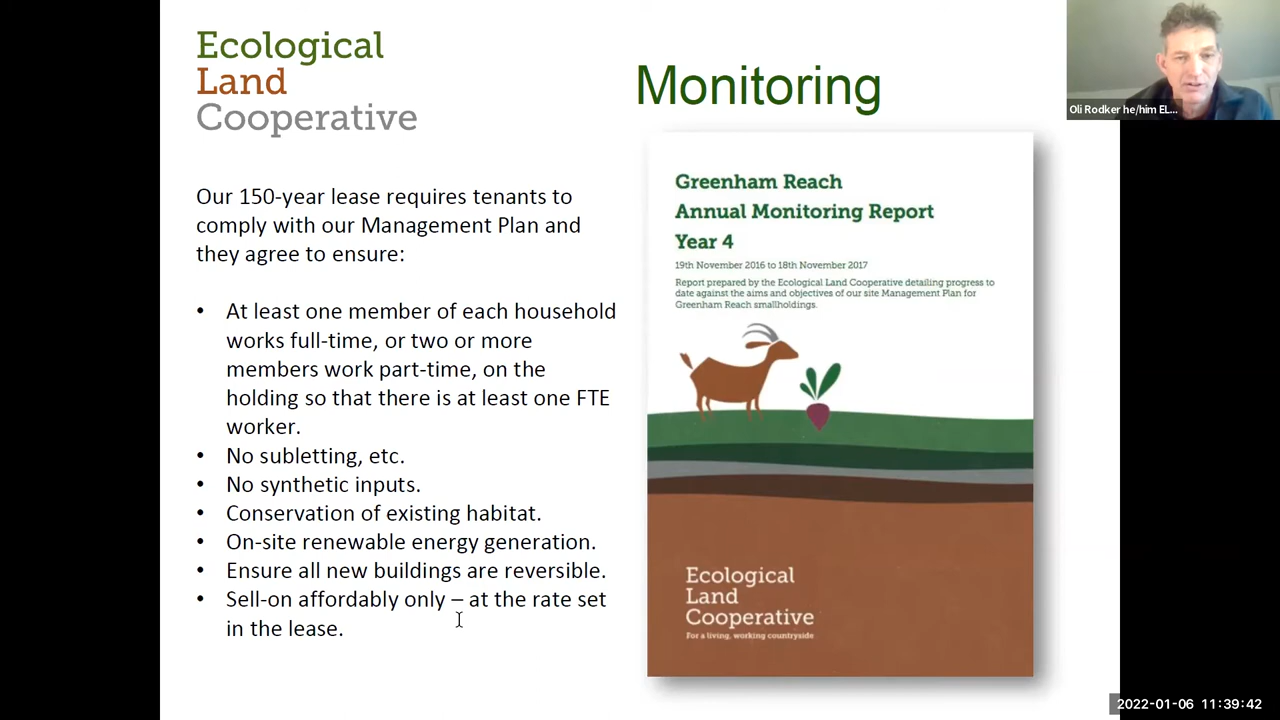 Ecological
Land
Cooperative
Monitoring
Oli Rodker he/him EL...
Our 150-year lease requires tenants to
comply with our Management Plan and
they agree to ensure:
• At least one member of each household
works full-time, or two or more
members work part-time, on the
holding so that there is at least one FTE
worker.
• No subletting, etc.
• No synthetic inputs.
• Conservation of existing habitat.
• On-site renewable energy generation.
• Ensure all new buildings are reversible.
• Sell-on affordably only – at the rate set
in the lease.
Greenham Reach
Annual Monitoring Report
Year 4
19th November 2016 to 18th November 2017
Report prepared by the Ecological Land Cooperative detailing progress to
date against the aims and objectives of our site Management Plan for
Greenham Reach smallholdings.
Ecological
Land
Cooperative
For a living, working countryside
2022-01-06 11:39:42